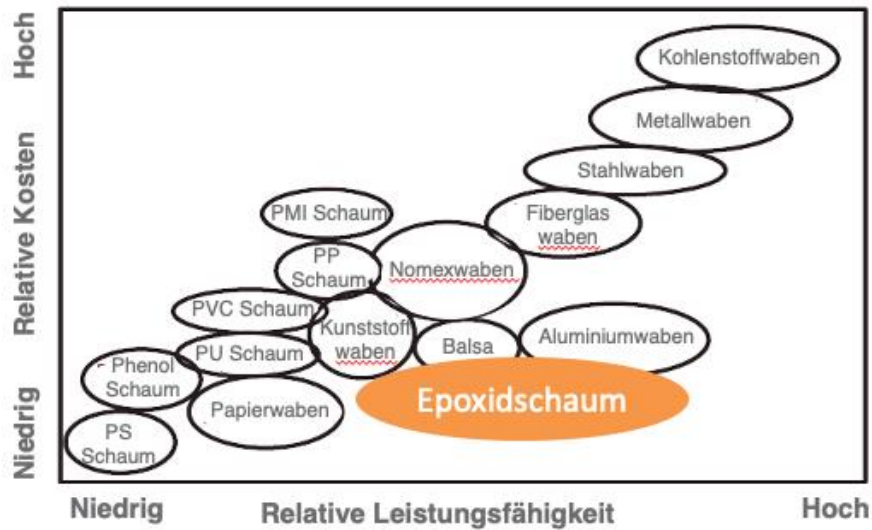 Hoch
Relative Kosten
Niedrig
Kohlenstoffwaben
Metallwaben
Stahlwaben
PMI Schaum
Fiberglas
waben
PP
Schaum
Nomexwaben
PVC Schaum
Kunststoff
waben
Balsa
Aluminiumwaben
PU Schaum
Phenol
Schaum
Papierwaben
Epoxidschaum
PS
Schaum
Niedrig
Relative Leistungsfähigkeit
Hoch